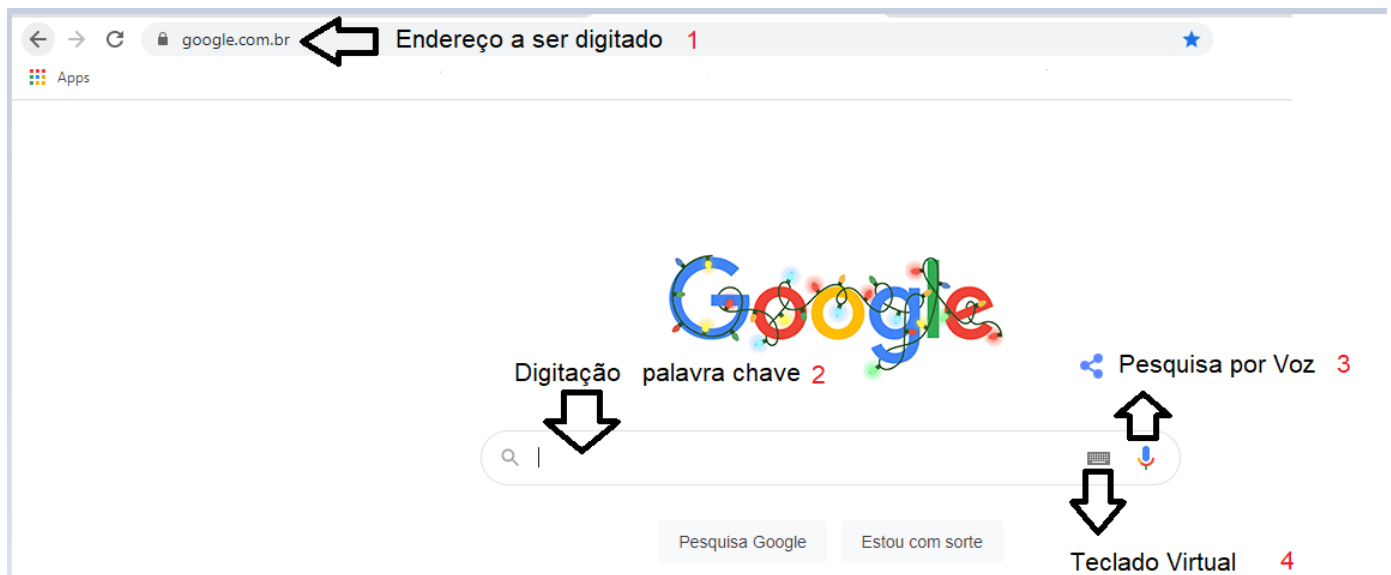 google.com.br Endereço a ser digitado 1
Apps
Google
Digitação palavra chave 2
Pesquisa por Voz 3
Pesquisa Google Estou com sorte
Teclado Virtual 4